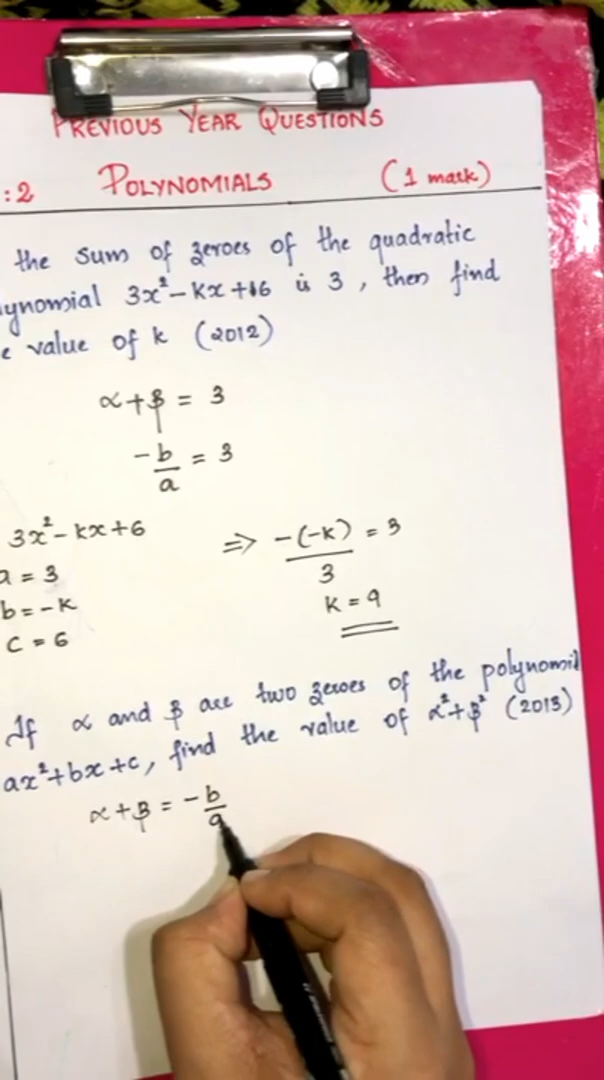 PREVIOUS YEAR QUESTIONS
:2 POLYNOMIALS (1 mark)
the sum of zeroes of the quadratic
ynomial 3x²-kx+16 is 3, then find
e value of k (2012)
α+β = 3
-b/a = 3
3x²-kx+6
a = 3
b = -k
c = 6
⇒ -(-k)/3 = 3
k = 9
If α and β are two zeroes of the polynomial
ax²+bx+c, find the value of α²+β² (2013)
α+β = -b/a